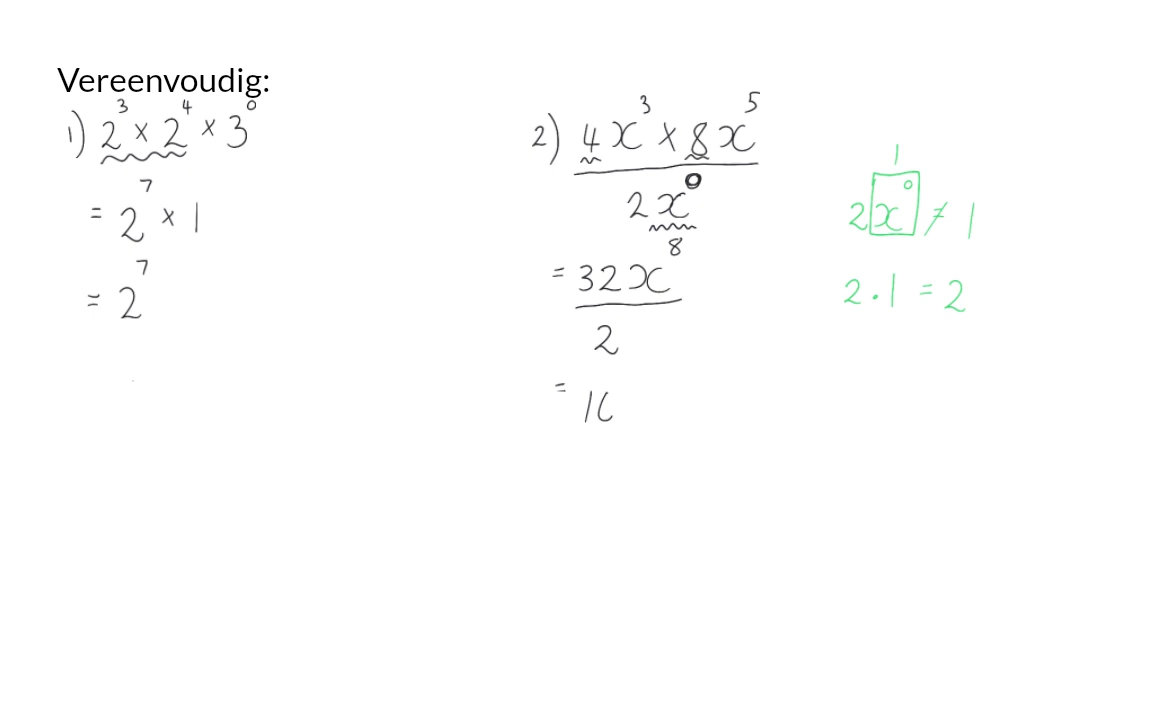 Vereenvoudig:
1) 2³ × 2⁴ × 3⁰
= 2⁷ × 1
= 2⁷
2) 4x³ × 8x⁵
2x⁰
= 32x⁸
2
= 16
1
2x⁰ ≠ 1
2 . 1 = 2